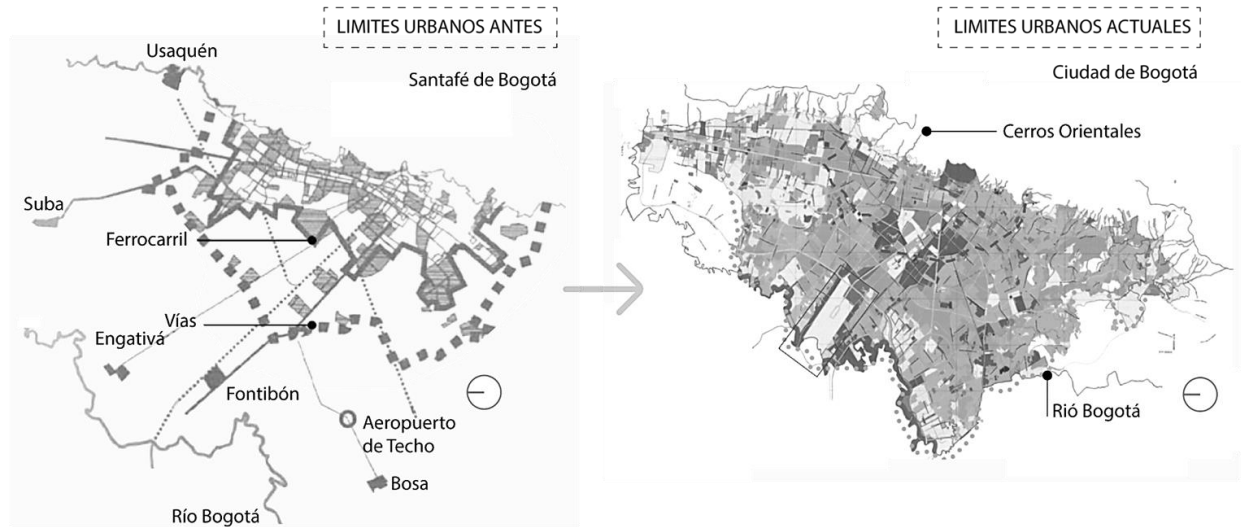 LIMITES URBANOS ANTES
Usaquén
Santafé de Bogotá
Suba
Ferrocarril
Vías
Engativá
Fontibón
Aeropuerto
de Techo
Bosa
Río Bogotá
LIMITES URBANOS ACTUALES
Ciudad de Bogotá
Cerros Orientales
Rió Bogotá